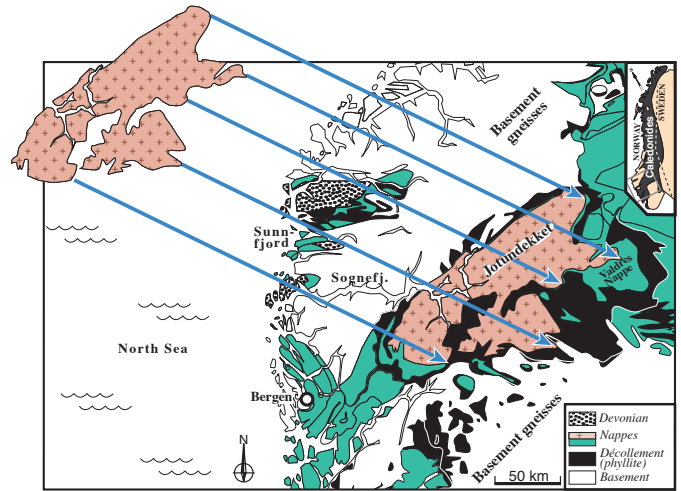 Basement
gneisses
NORWAY
Caledonides
SWEDEN
Sunn-
fjord
Sognefj.
Jotundekket
Valdres
Nappe
North Sea
Bergen
N
Basement gneisses
50 km
Devonian
Nappes
Décollement
(phyllite)
Basement